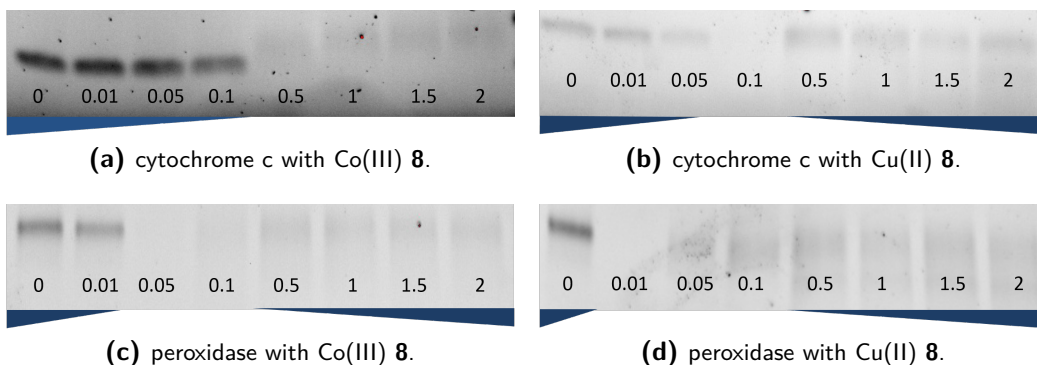 0 0.01 0.05 0.1 0.5 1 1.5 2
(a) cytochrome c with Co(III) 8.
0 0.01 0.05 0.1 0.5 1 1.5 2
(b) cytochrome c with Cu(II) 8.
0 0.01 0.05 0.1 0.5 1 1.5 2
(c) peroxidase with Co(III) 8.
0 0.01 0.05 0.1 0.5 1 1.5 2
(d) peroxidase with Cu(II) 8.